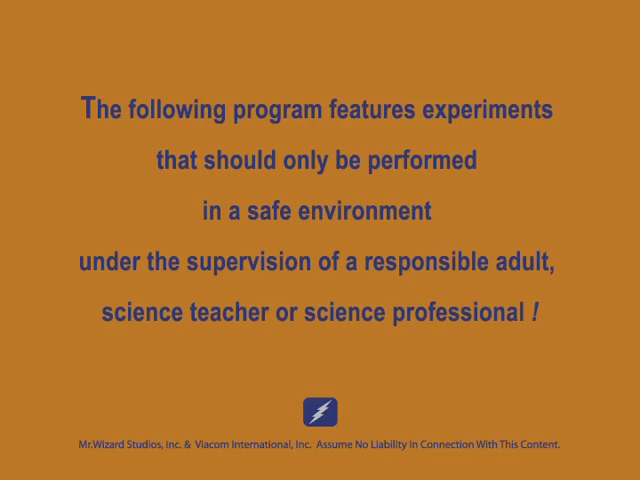 The following program features experiments
that should only be performed
in a safe environment
under the supervision of a responsible adult,
science teacher or science professional !
Mr.Wizard Studios, Inc. & Viacom International, Inc. Assume No Liability In Connection With This Content.